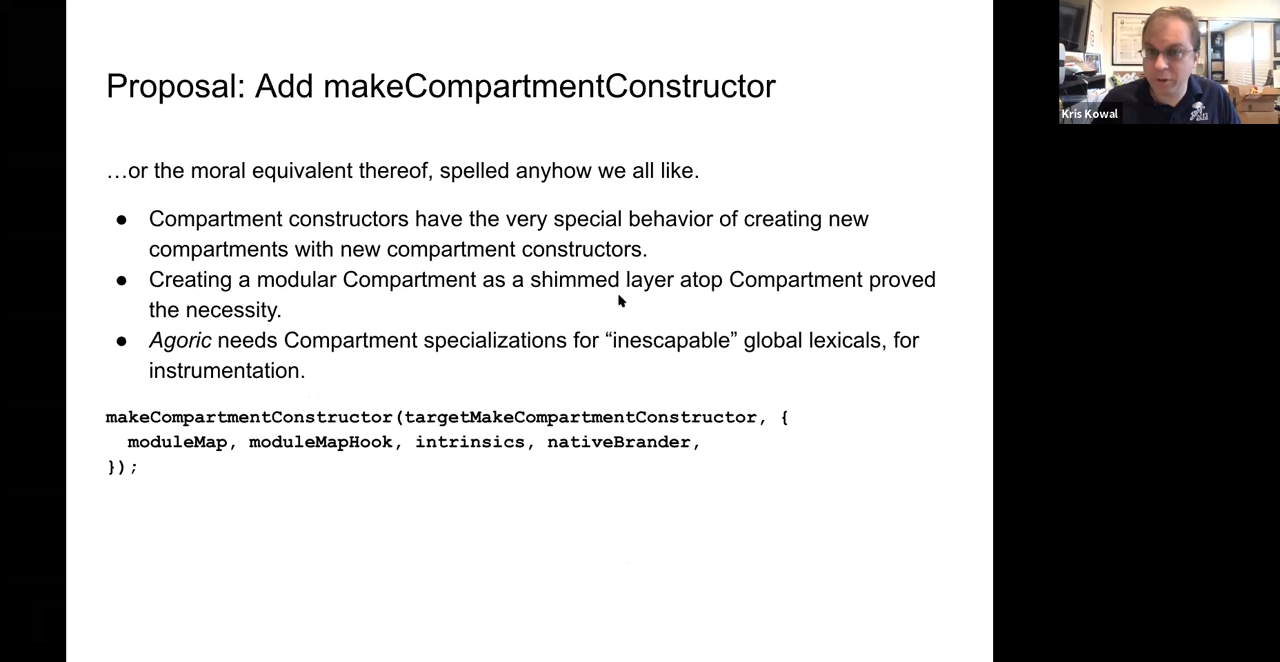 Proposal: Add makeCompartmentConstructor
…or the moral equivalent thereof, spelled anyhow we all like.
● Compartment constructors have the very special behavior of creating new
compartments with new compartment constructors.
● Creating a modular Compartment as a shimmed layer atop Compartment proved
the necessity.
● Agoric needs Compartment specializations for “inescapable” global lexicals, for
instrumentation.
makeCompartmentConstructor(targetMakeCompartmentConstructor, {
moduleMap, moduleMapHook, intrinsics, nativeBrander,
});
Kris Kowal